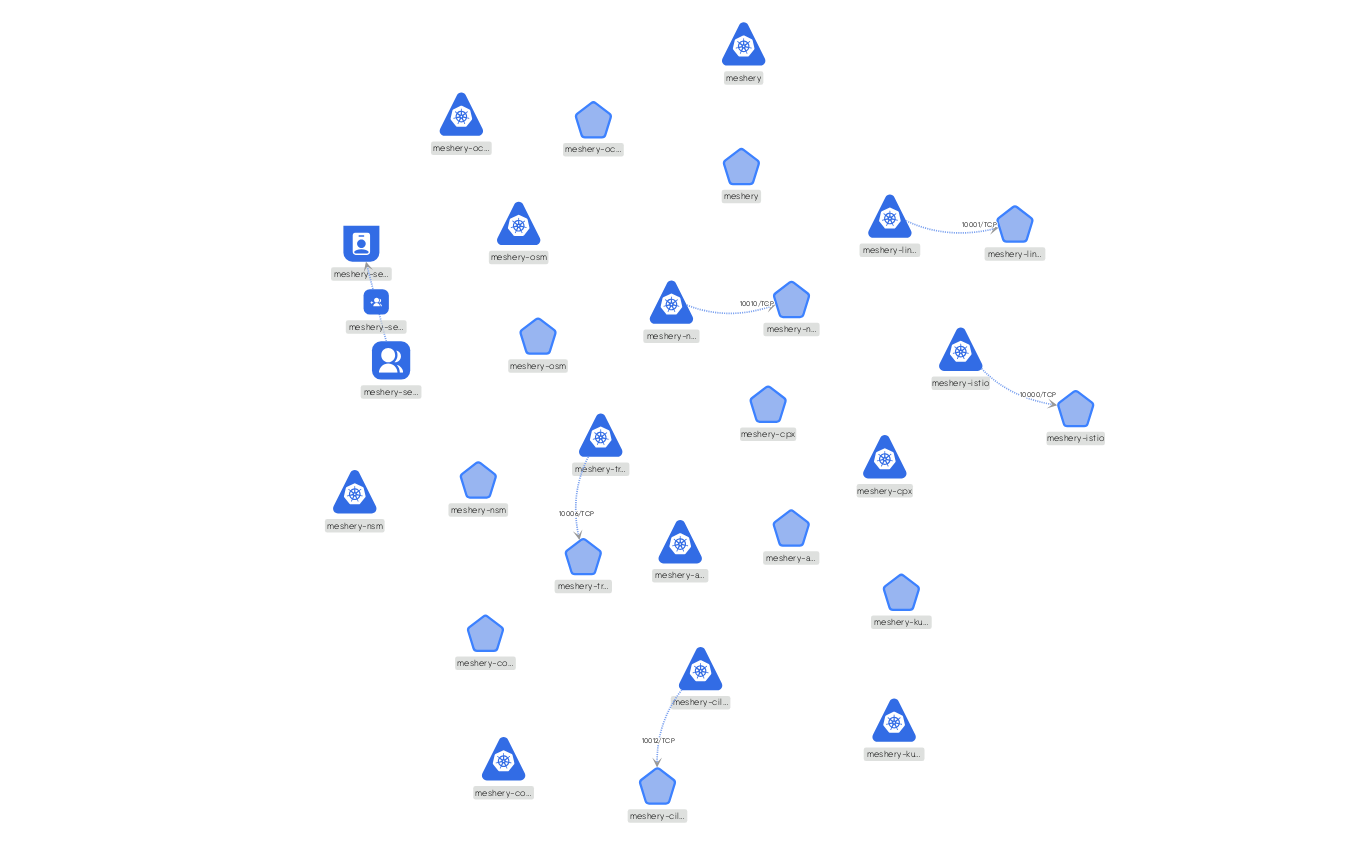 meshery
meshery-oc...
meshery-oc...
meshery
10001/TCP
meshery-lin...
meshery-lin...
meshery-osm
meshery-se...
10010/TCP
meshery-se...
meshery-n...
meshery-n...
meshery-osm
meshery-istio
meshery-se...
10000/TCP
meshery-cpx
meshery-istio
meshery-tr...
meshery-cpx
meshery-nsm
10006/TCP
meshery-nsm
meshery-a...
meshery-a...
meshery-tr...
meshery-ku...
meshery-co...
meshery-cil...
10012/TCP
meshery-ku...
meshery-co...
meshery-cil...